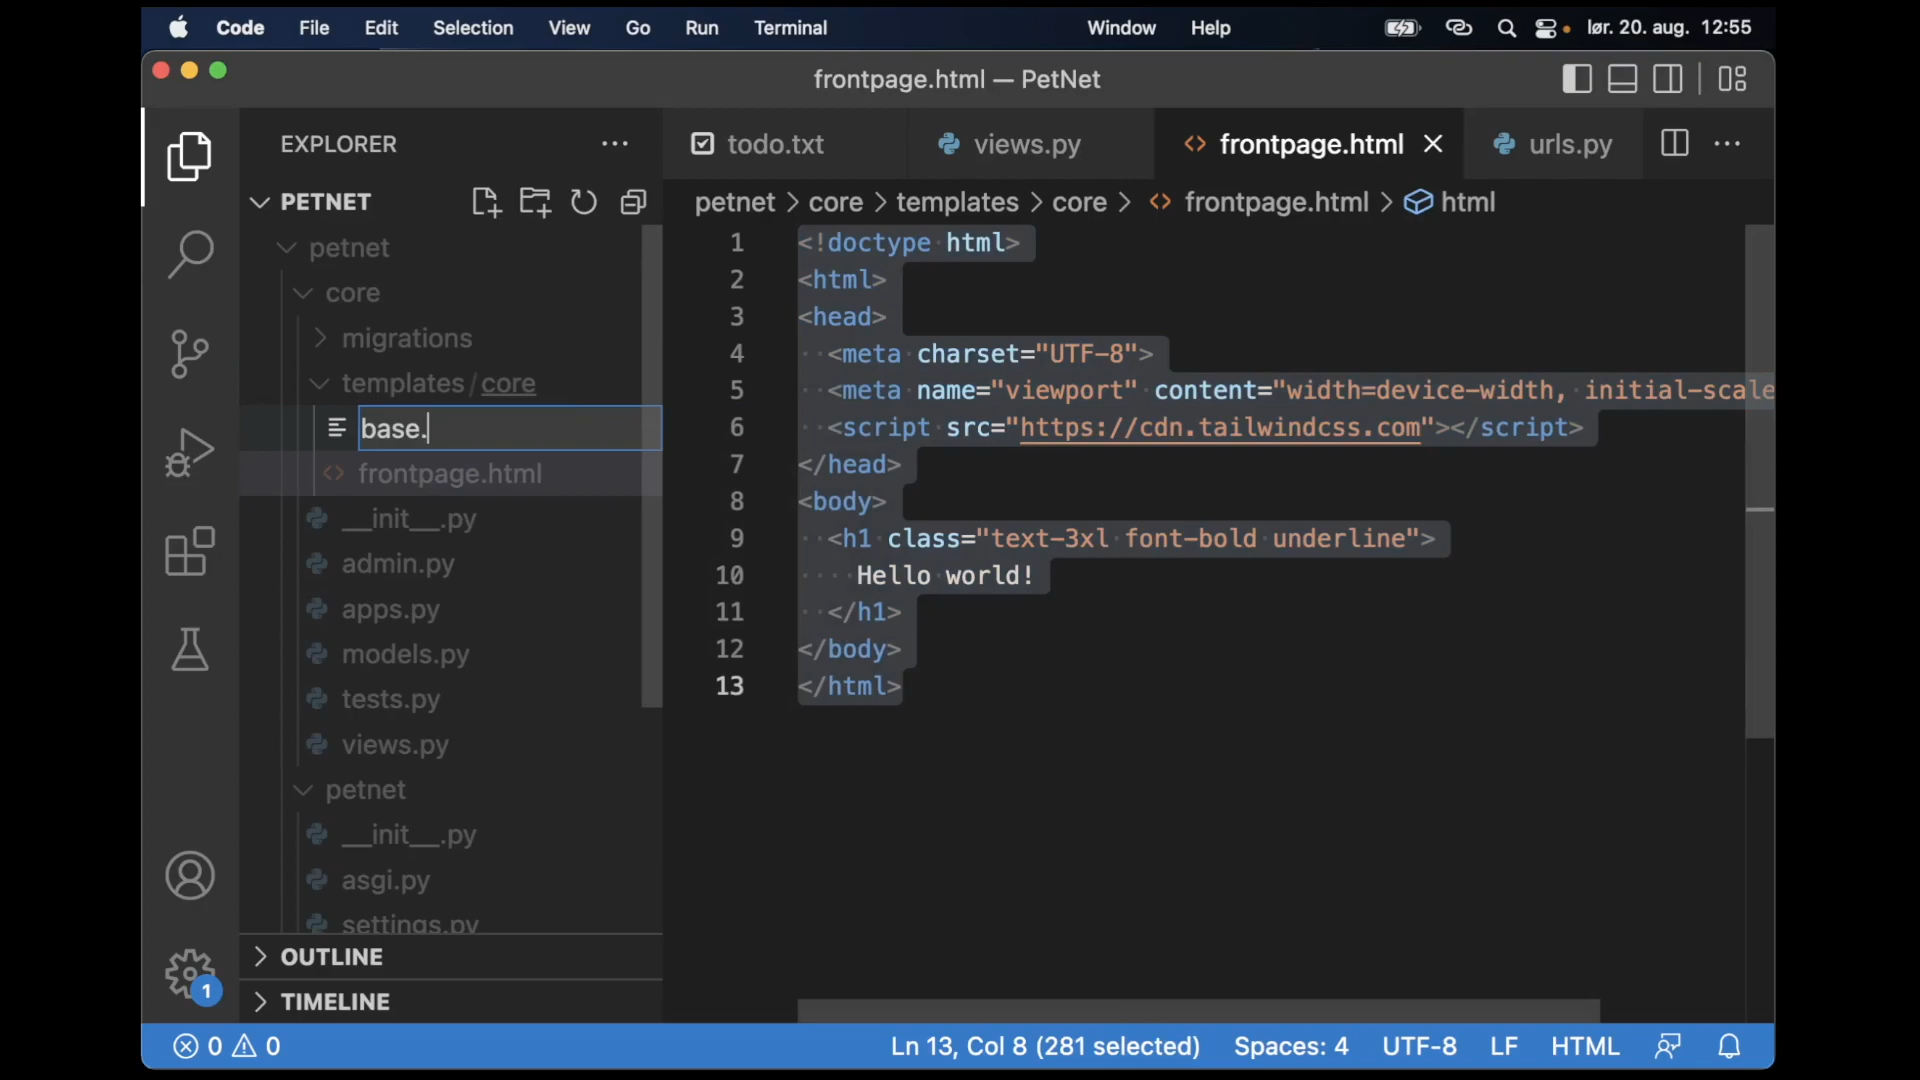 Code File Edit Selection View Go Run Terminal Window Help lør. 20. aug. 12:55
frontpage.html — PetNet
EXPLORER
todo.txt views.py frontpage.html urls.py
PETNET
petnet > core > templates > core > frontpage.html > html
petnet
core
migrations
templates/core
base.
frontpage.html
__init__.py
admin.py
apps.py
models.py
tests.py
views.py
petnet
__init__.py
asgi.py
settings.py
OUTLINE
TIMELINE
1 <!doctype html>
2 <html>
3 <head>
4 <meta charset="UTF-8">
5 <meta name="viewport" content="width=device-width, initial-scale
6 <script src="https://cdn.tailwindcss.com"></script>
7 </head>
8 <body>
9 <h1 class="text-3xl font-bold underline">
10 Hello world!
11 </h1>
12 </body>
13 </html>
1
0 0 Ln 13, Col 8 (281 selected) Spaces: 4 UTF-8 LF HTML